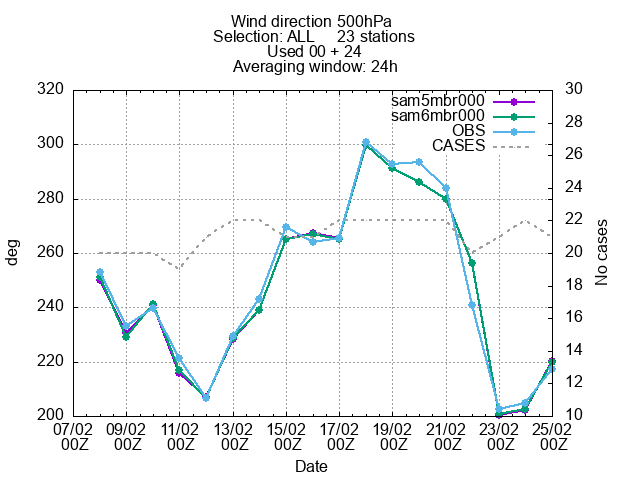 Wind direction 500hPa
Selection: ALL 23 stations
Used 00 + 24
Averaging window: 24h
sam5mbr000
sam6mbr000
OBS
CASES
320
300
280
260
240
220
200
deg
30
28
26
24
22
20
18
16
14
12
10
No cases
07/02 09/02 11/02 13/02 15/02 17/02 19/02 21/02 23/02 25/02
00Z 00Z 00Z 00Z 00Z 00Z 00Z 00Z 00Z 00Z
Date